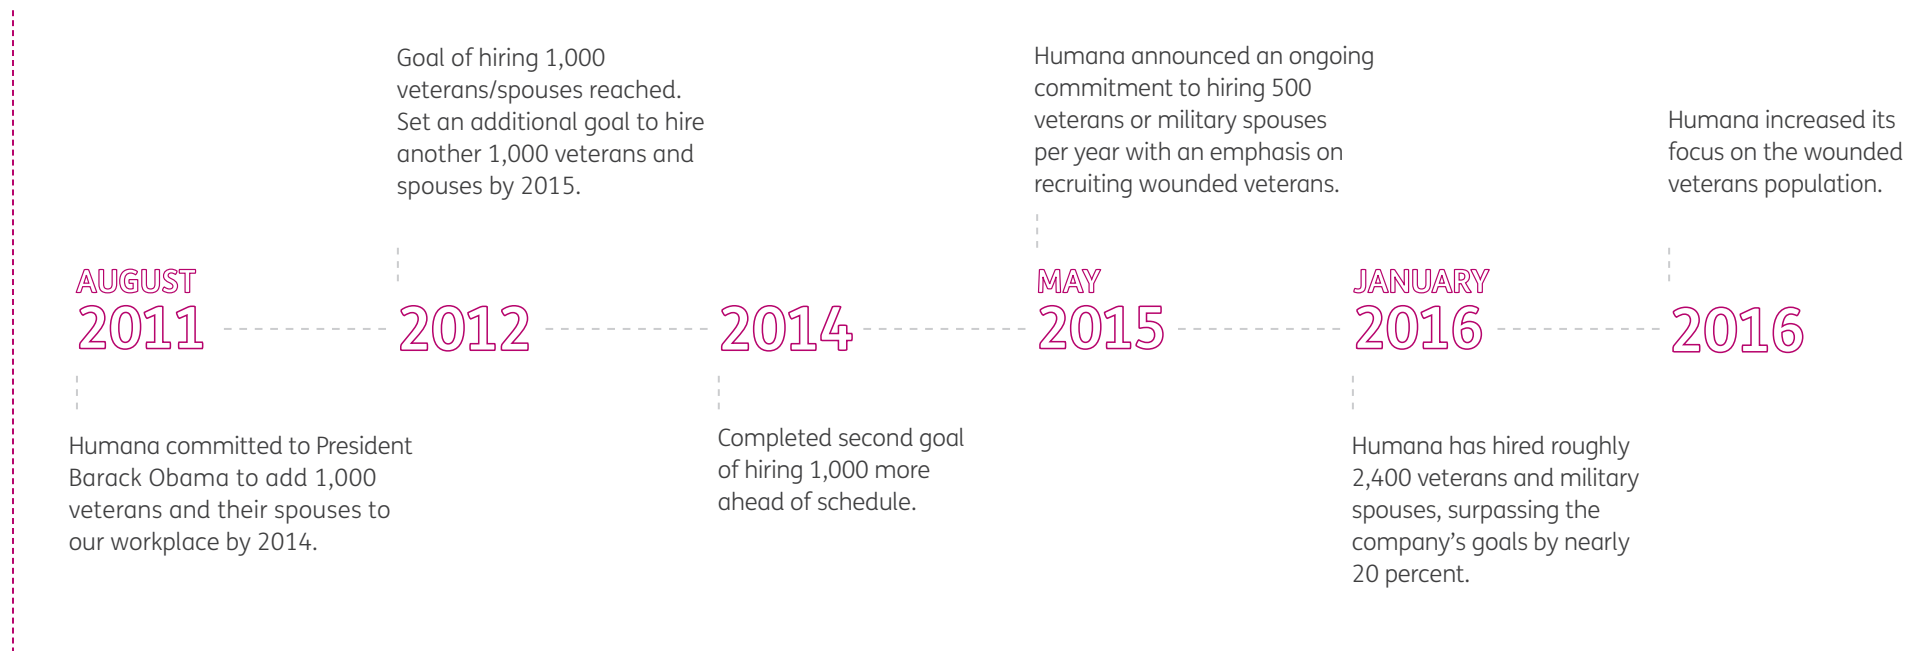 AUGUST
2011
Humana committed to President
Barack Obama to add 1,000
veterans and their spouses to
our workplace by 2014.
Goal of hiring 1,000
veterans/spouses reached.
Set an additional goal to hire
another 1,000 veterans and
spouses by 2015.
2012
2014
Completed second goal
of hiring 1,000 more
ahead of schedule.
Humana announced an ongoing
commitment to hiring 500
veterans or military spouses
per year with an emphasis on
recruiting wounded veterans.
MAY
2015
JANUARY
2016
Humana has hired roughly
2,400 veterans and military
spouses, surpassing the
company’s goals by nearly
20 percent.
Humana increased its
focus on the wounded
veterans population.
2016